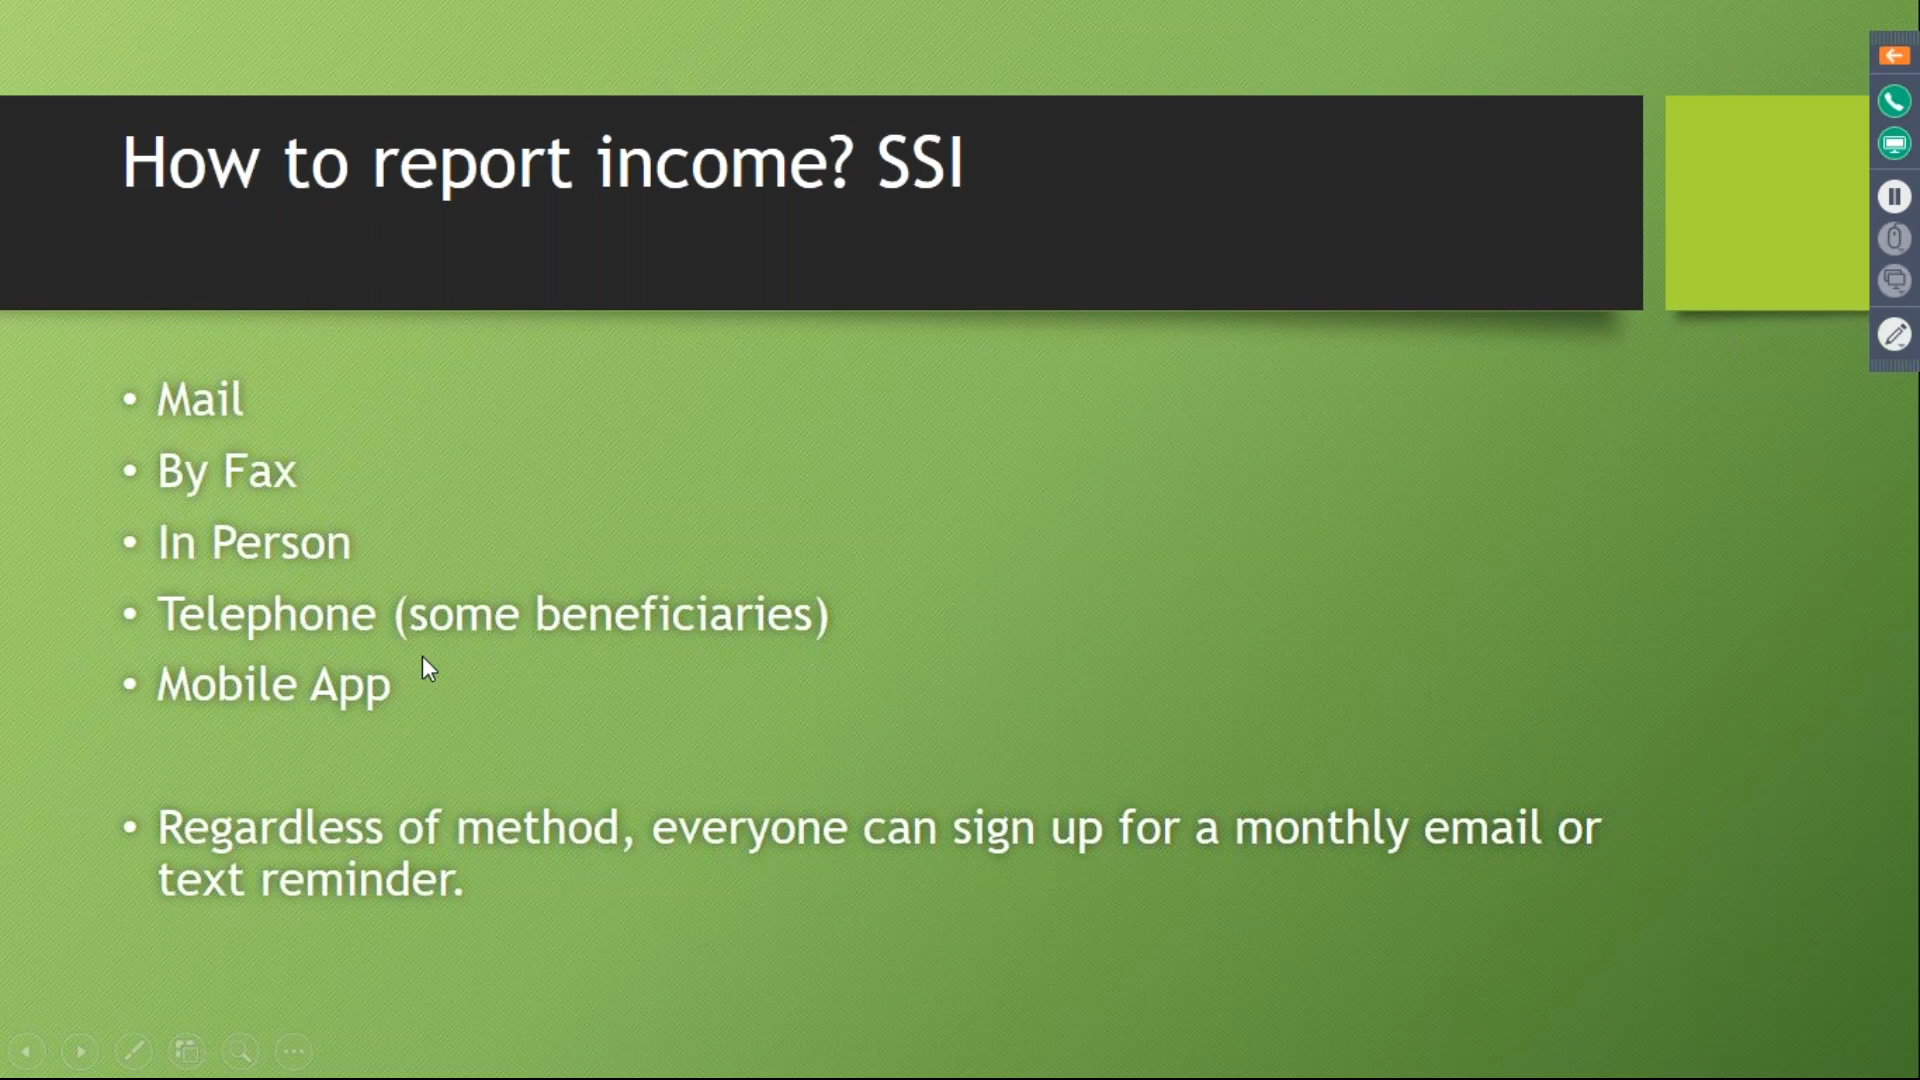 How to report income? SSI
• Mail
• By Fax
• In Person
• Telephone (some beneficiaries)
• Mobile App
• Regardless of method, everyone can sign up for a monthly email or
text reminder.